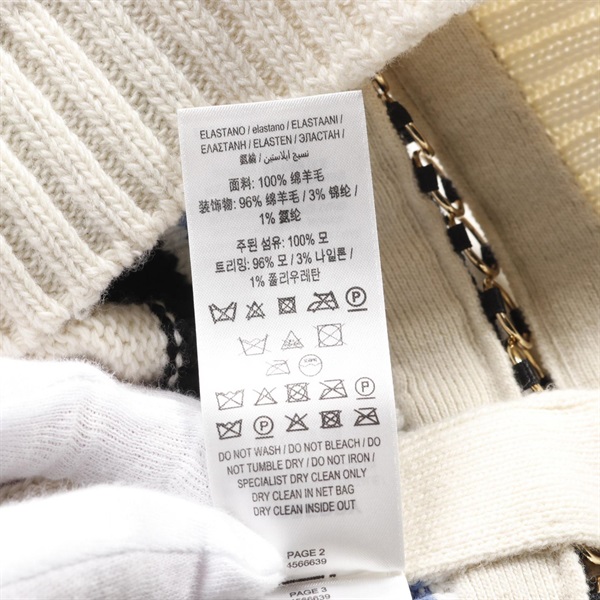 ELASTANO / elastano / ELASTAANI /
ΕΛΑΣΤΑΝΗ / ELASTEN / ЭЛАСТАН /
氨綸 / نسيج ايلاستين /
面料: 100% 绵羊毛
装饰物: 96% 绵羊毛 / 3% 锦纶 /
1% 氨纶
주된 섬유: 100% 모
트리밍: 96% 모 / 3% 나일론 /
1% 폴리우레탄
P
P
P
DO NOT WASH / DO NOT BLEACH / DO
NOT TUMBLE DRY / DO NOT IRON /
SPECIALIST DRY CLEAN ONLY
DRY CLEAN IN NET BAG
DRY CLEAN INSIDE OUT
PAGE 2
4566639
PAGE 3
4566639